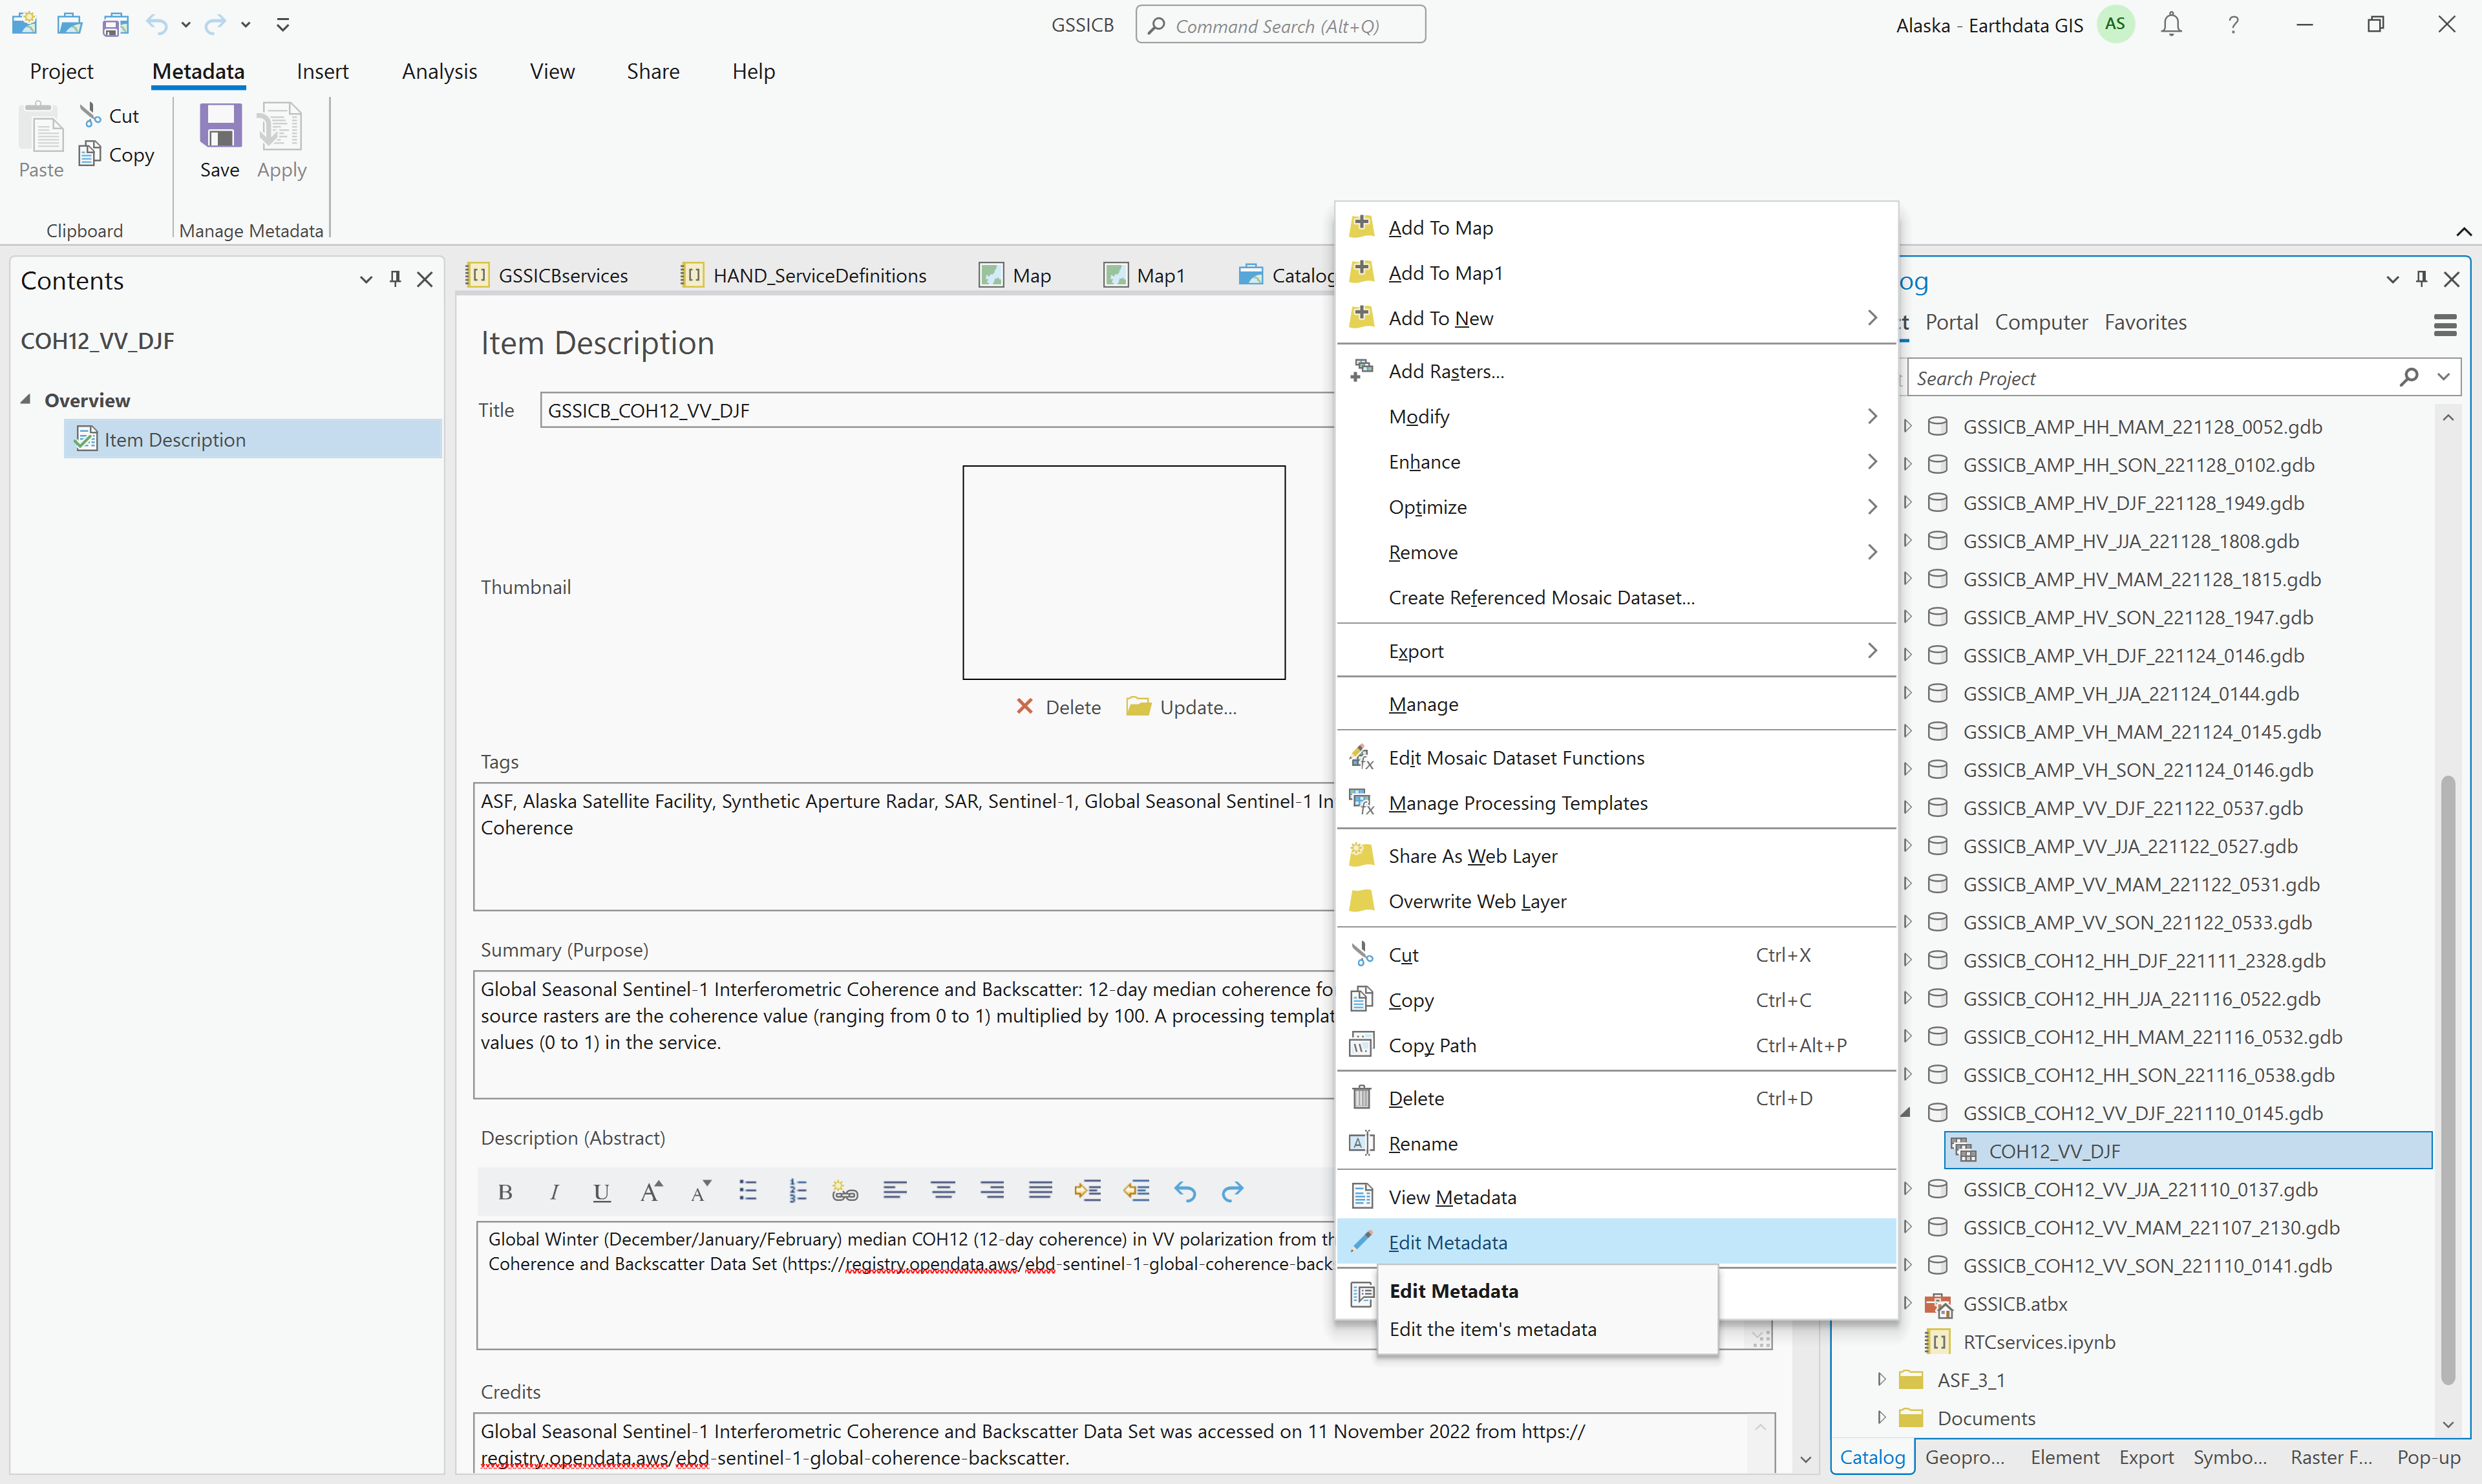 GSSICB
Command Search (Alt+Q)
Alaska - Earthdata GIS
AS
Project
Metadata
Insert
Analysis
View
Share
Help
Paste
Cut
Copy
Save
Apply
Clipboard
Manage Metadata
Contents
COH12_VV_DJF
Overview
Item Description
GSSICBservices
HAND_ServiceDefinitions
Map
Map1
Catalog
Item Description
Title
GSSICB_COH12_VV_DJF
Thumbnail
Delete
Update...
Tags
ASF, Alaska Satellite Facility, Synthetic Aperture Radar, SAR, Sentinel-1, Global Seasonal Sentinel-1 In
Coherence
Summary (Purpose)
Global Seasonal Sentinel-1 Interferometric Coherence and Backscatter: 12-day median coherence fo
source rasters are the coherence value (ranging from 0 to 1) multiplied by 100. A processing templat
values (0 to 1) in the service.
Description (Abstract)
B I U A A
Global Winter (December/January/February) median COH12 (12-day coherence) in VV polarization from th
Coherence and Backscatter Data Set (https://registry.opendata.aws/ebd-sentinel-1-global-coherence-back
Credits
Global Seasonal Sentinel-1 Interferometric Coherence and Backscatter Data Set was accessed on 11 November 2022 from https://
registry.opendata.aws/ebd-sentinel-1-global-coherence-backscatter.
Add To Map
Add To Map1
Add To New
Add Rasters...
Modify
Enhance
Optimize
Remove
Create Referenced Mosaic Dataset...
Export
Manage
Edit Mosaic Dataset Functions
Manage Processing Templates
Share As Web Layer
Overwrite Web Layer
Cut Ctrl+X
Copy Ctrl+C
Copy Path Ctrl+Alt+P
Delete Ctrl+D
Rename
View Metadata
Edit Metadata
Edit Metadata
Edit the item's metadata
og
t Portal Computer Favorites
Search Project
GSSICB_AMP_HH_MAM_221128_0052.gdb
GSSICB_AMP_HH_SON_221128_0102.gdb
GSSICB_AMP_HV_DJF_221128_1949.gdb
GSSICB_AMP_HV_JJA_221128_1808.gdb
GSSICB_AMP_HV_MAM_221128_1815.gdb
GSSICB_AMP_HV_SON_221128_1947.gdb
GSSICB_AMP_VH_DJF_221124_0146.gdb
GSSICB_AMP_VH_JJA_221124_0144.gdb
GSSICB_AMP_VH_MAM_221124_0145.gdb
GSSICB_AMP_VH_SON_221124_0146.gdb
GSSICB_AMP_VV_DJF_221122_0537.gdb
GSSICB_AMP_VV_JJA_221122_0527.gdb
GSSICB_AMP_VV_MAM_221122_0531.gdb
GSSICB_AMP_VV_SON_221122_0533.gdb
GSSICB_COH12_HH_DJF_221111_2328.gdb
GSSICB_COH12_HH_JJA_221116_0522.gdb
GSSICB_COH12_HH_MAM_221116_0532.gdb
GSSICB_COH12_HH_SON_221116_0538.gdb
GSSICB_COH12_VV_DJF_221110_0145.gdb
COH12_VV_DJF
GSSICB_COH12_VV_JJA_221110_0137.gdb
GSSICB_COH12_VV_MAM_221107_2130.gdb
GSSICB_COH12_VV_SON_221110_0141.gdb
GSSICB.atbx
RTCservices.ipynb
ASF_3_1
Documents
Catalog Geopro... Element Export Symbo... Raster F... Pop-up